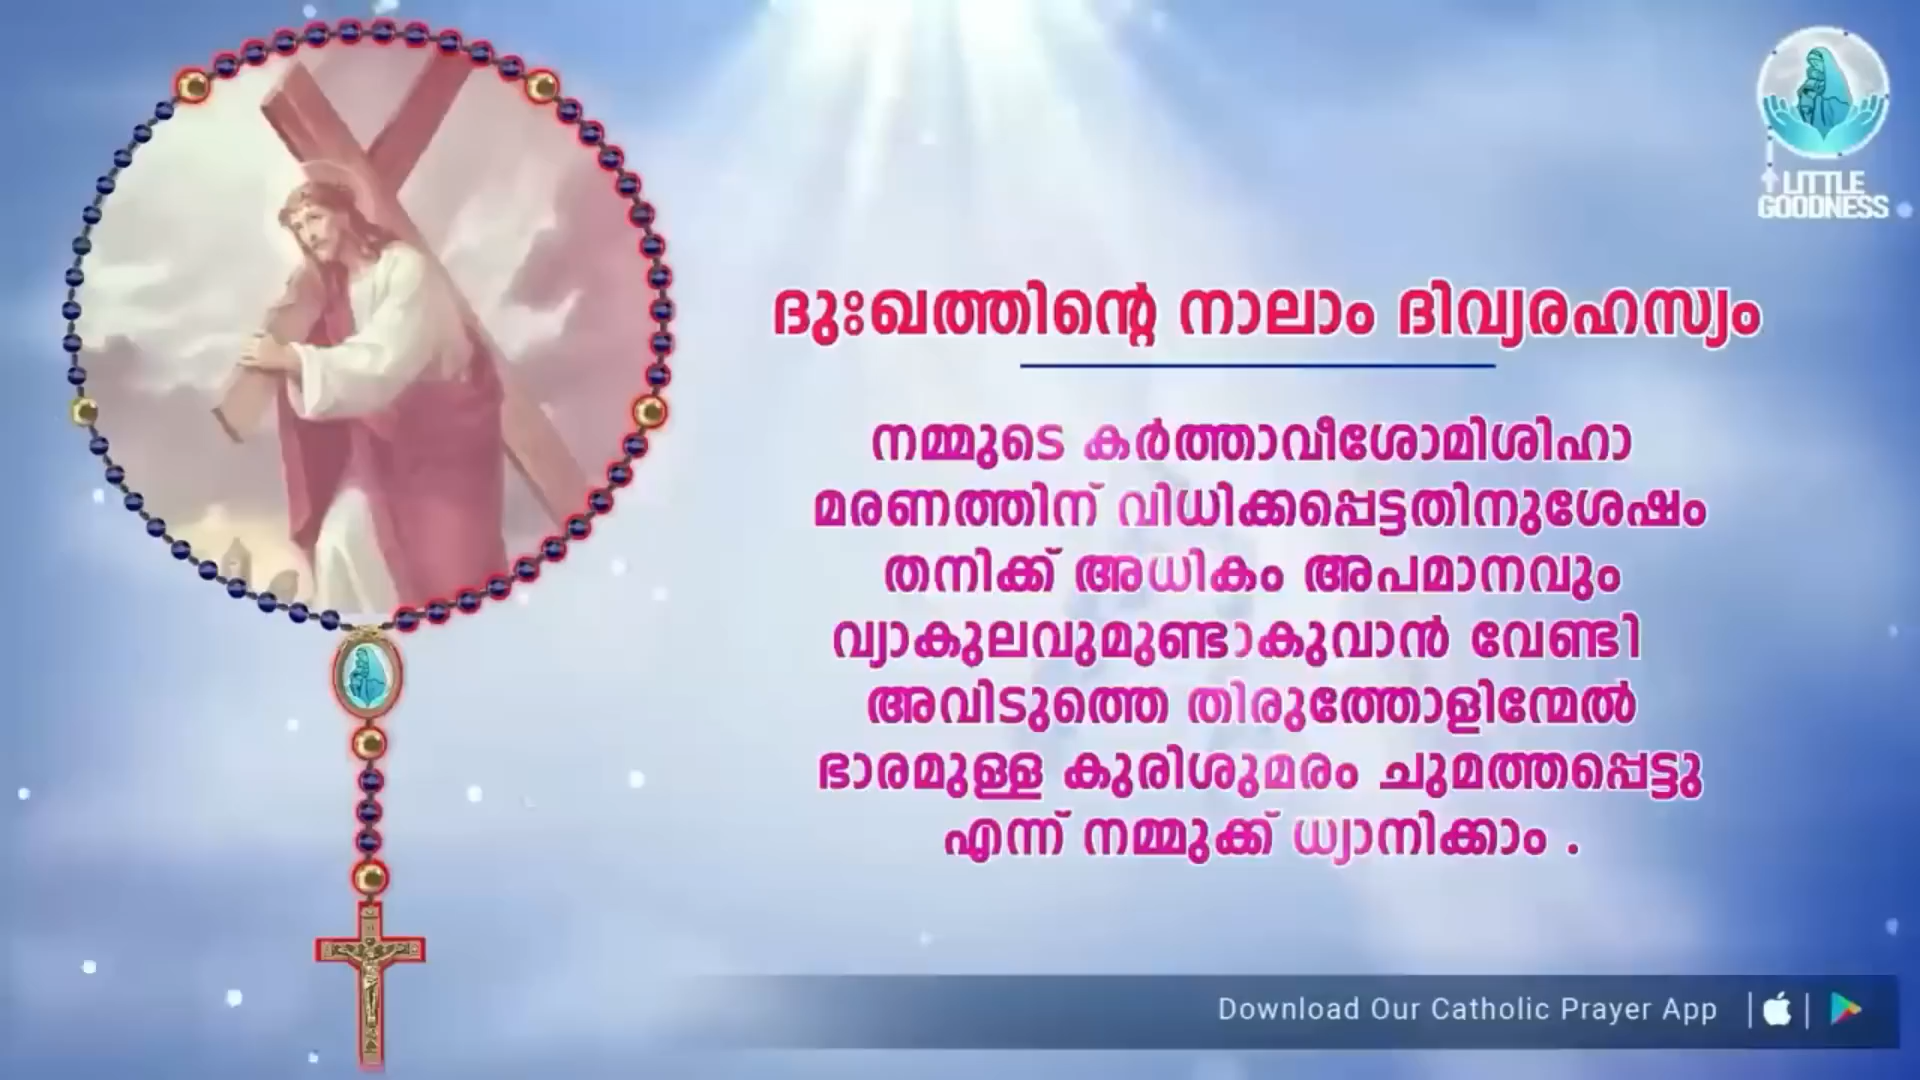 LITTLE
GOODNESS
ദുഃഖത്തിന്റെ നാലാം ദിവ്യരഹസ്യം
നമ്മുടെ കർത്താവീശോമിശിഹാ
മരണത്തിന് വിധിക്കപ്പെട്ടതിനുശേഷം
തനിക്ക് അധികം അപമാനവും
വ്യാകുലവുമുണ്ടാകുവാൻ വേണ്ടി
അവിടുത്തെ തിരുത്തോളിന്മേൽ
ഭാരമുള്ള കുരിശുമരം ചുമത്തപ്പെട്ടു
എന്ന് നമ്മുക്ക് ധ്യാനിക്കാം .
Download Our Catholic Prayer App